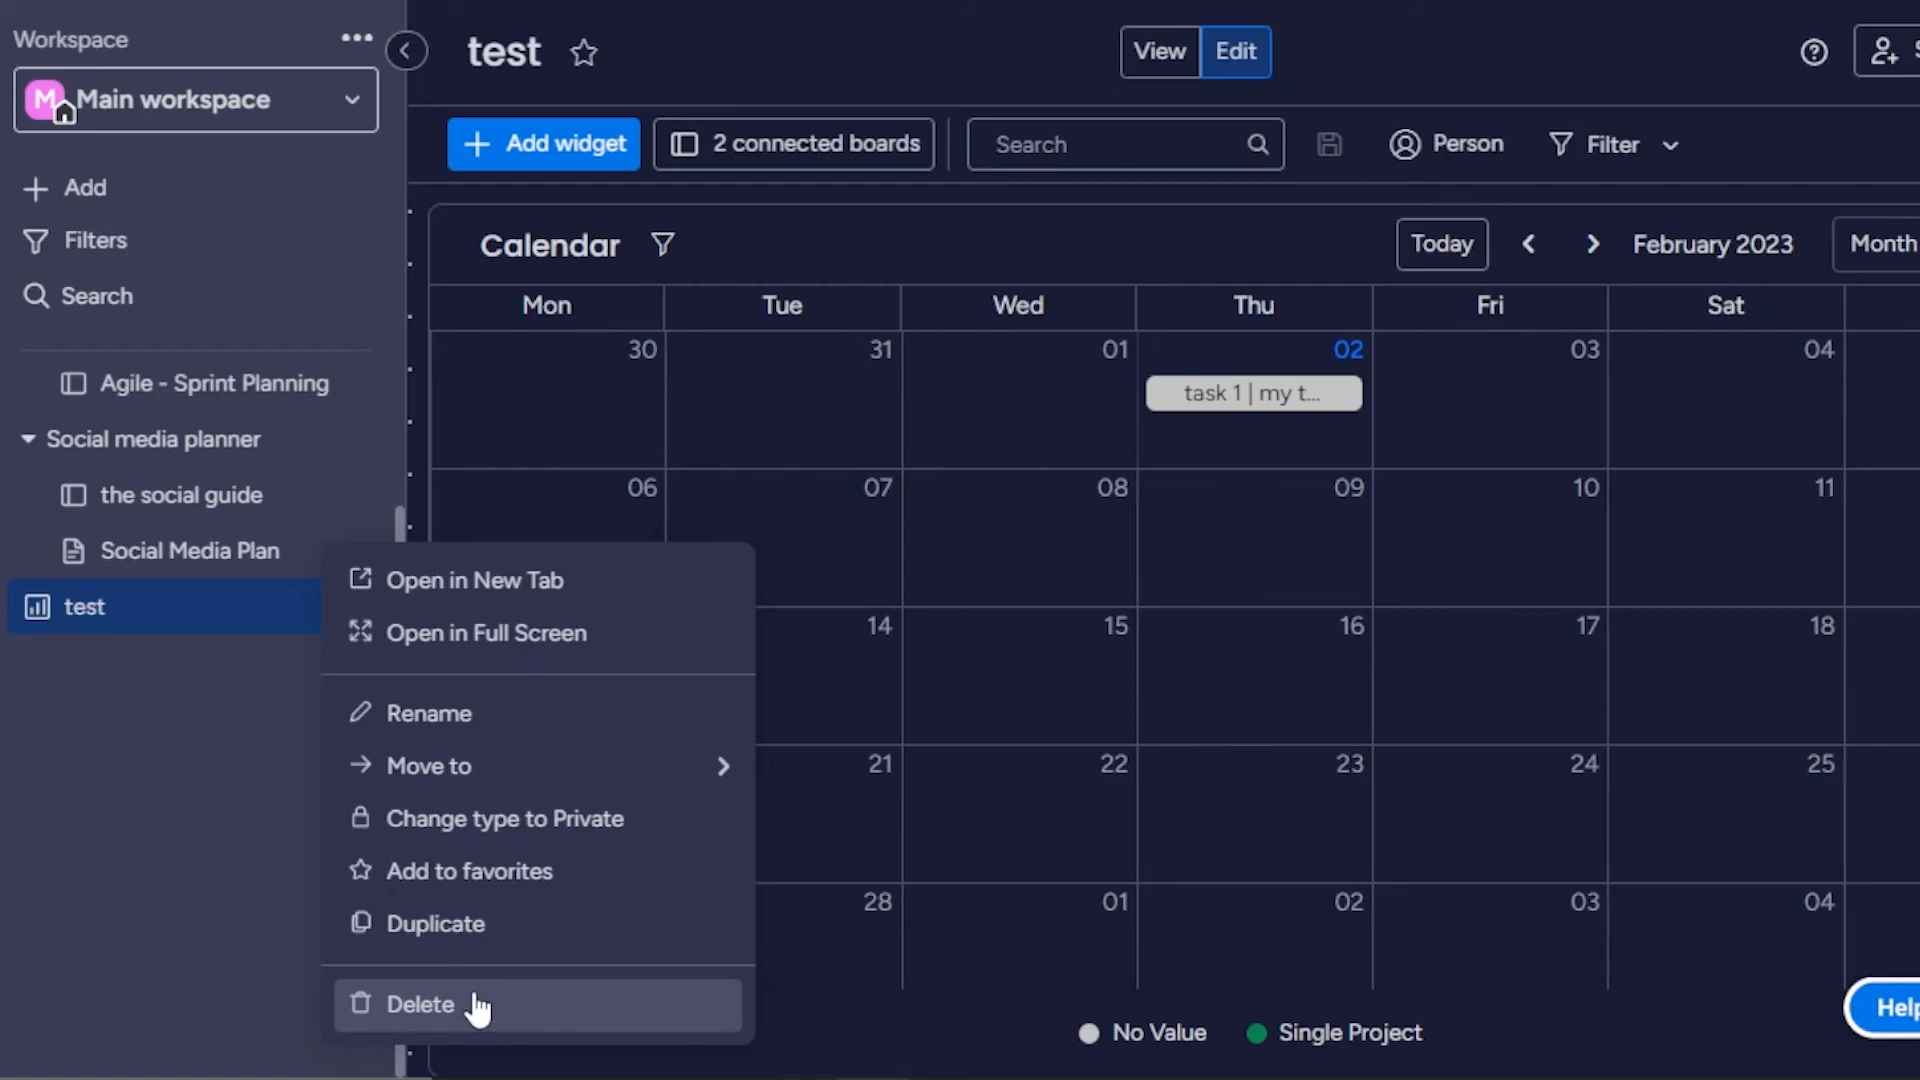 Workspace
M Main workspace
Add
Filters
Search
Agile - Sprint Planning
Social media planner
the social guide
Social Media Plan
test
test
View Edit
Add widget 2 connected boards Search Person Filter
Calendar Today February 2023 Month
Mon Tue Wed Thu Fri Sat
30 31 01 02 03 04
task 1 | my t...
06 07 08 09 10 11
14 15 16 17 18
21 22 23 24 25
28 01 02 03 04
Open in New Tab
Open in Full Screen
Rename
Move to
Change type to Private
Add to favorites
Duplicate
Delete
No Value Single Project
Help